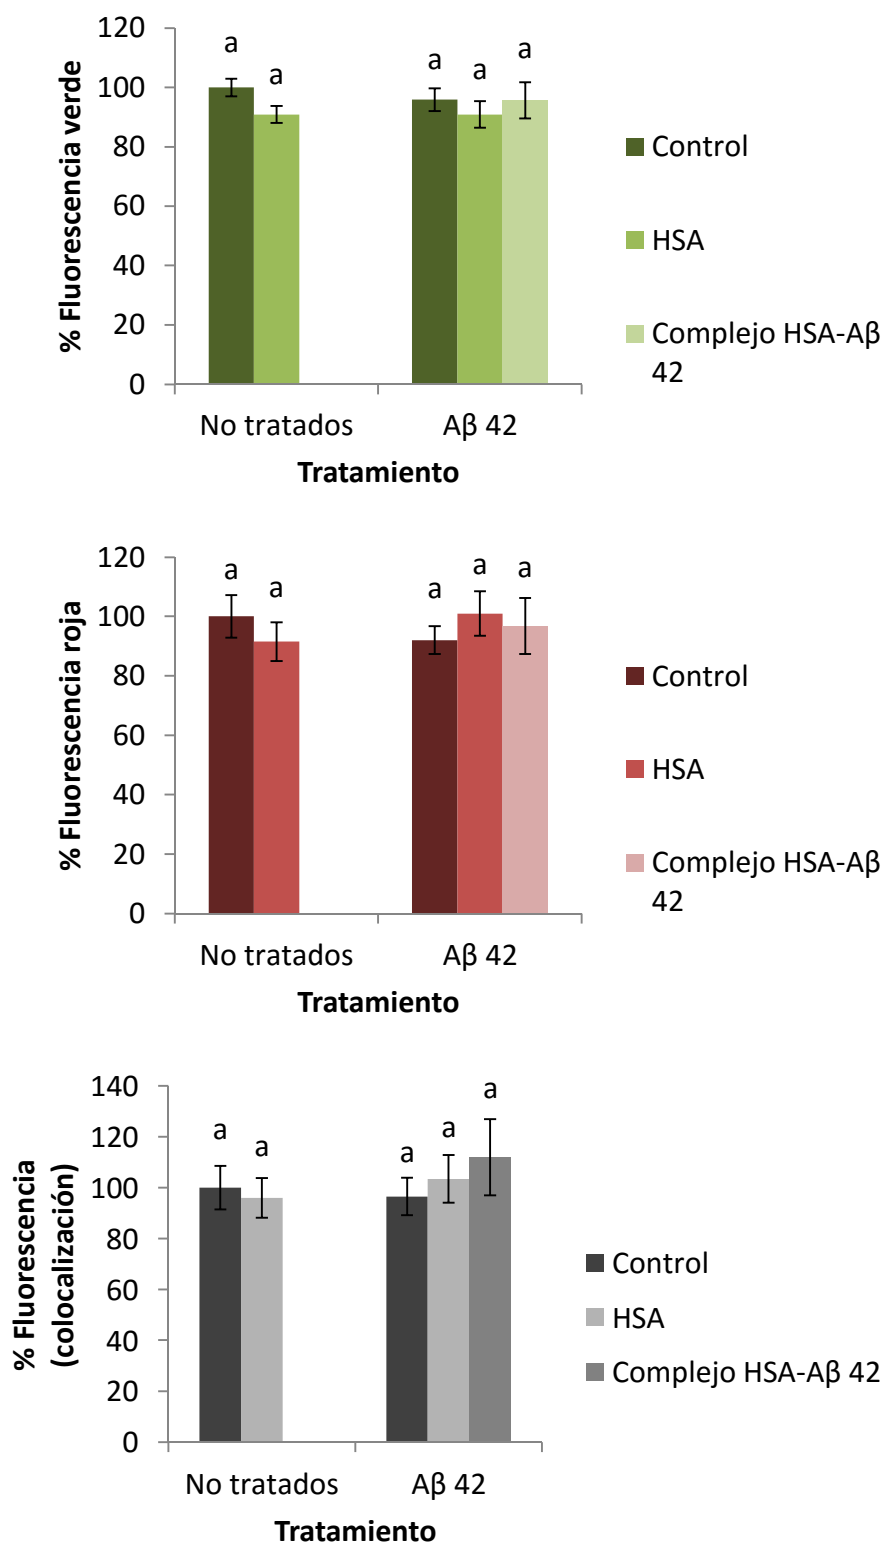 120
100
80
60
40
20
0
% Fluorescencia verde
a
a
a
a
a
No tratados
Aβ 42
Tratamiento
Control
HSA
Complejo HSA-Aβ
42
120
100
80
60
40
20
0
% Fluorescencia roja
a
a
a
a
a
No tratados
Aβ 42
Tratamiento
Control
HSA
Complejo HSA-Aβ
42
140
120
100
80
60
40
20
0
% Fluorescencia
(colocalización)
a
a
a
a
a
No tratados
Aβ 42
Tratamiento
Control
HSA
Complejo HSA-Aβ 42